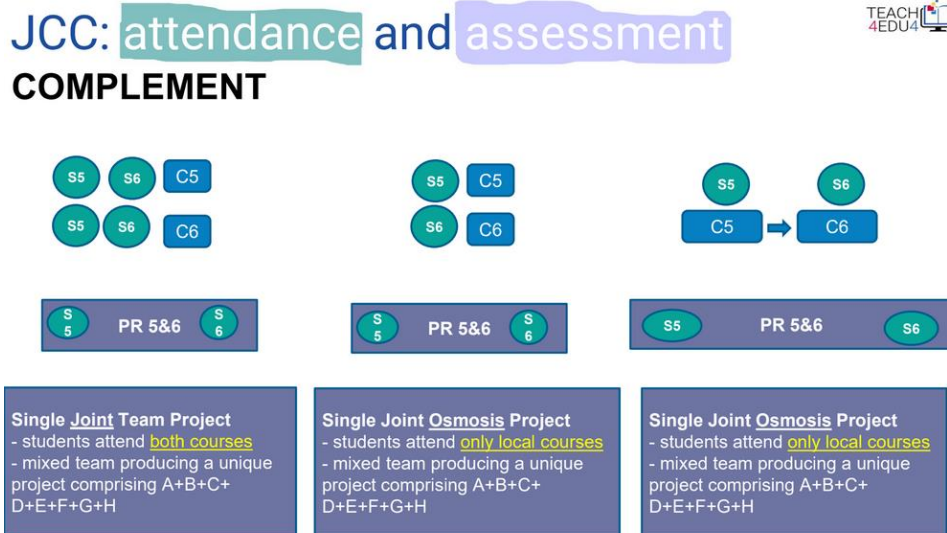 JCC: attendance and assessment
TEACH
4EDU4
COMPLEMENT
S5 S6 C5
S5 S6 C6
S5 C5
S6 C6
S5 S6
C5 C6
S
5
PR 5&6
S
6
S
5
PR 5&6
S
6
S5 PR 5&6 S6
Single Joint Team Project
- students attend both courses
- mixed team producing a unique
project comprising A+B+C+
D+E+F+G+H
Single Joint Osmosis Project
- students attend only local courses
- mixed team producing a unique
project comprising A+B+C+
D+E+F+G+H
Single Joint Osmosis Project
- students attend only local courses
- mixed team producing a unique
project comprising A+B+C+
D+E+F+G+H